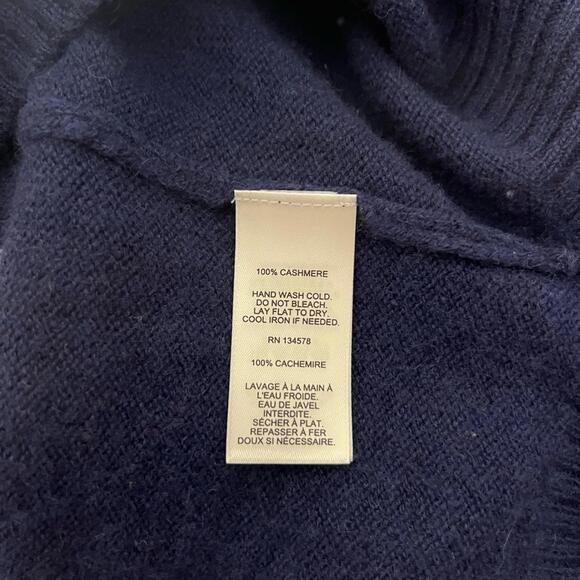 100% CASHMERE
HAND WASH COLD.
DO NOT BLEACH.
LAY FLAT TO DRY.
COOL IRON IF NEEDED.
RN 134578
100% CACHEMIRE
LAVAGE À LA MAIN À
L'EAU FROIDE.
EAU DE JAVEL
INTERDITE.
SÉCHER À PLAT.
REPASSER À FER
DOUX SI NÉCESSAIRE.